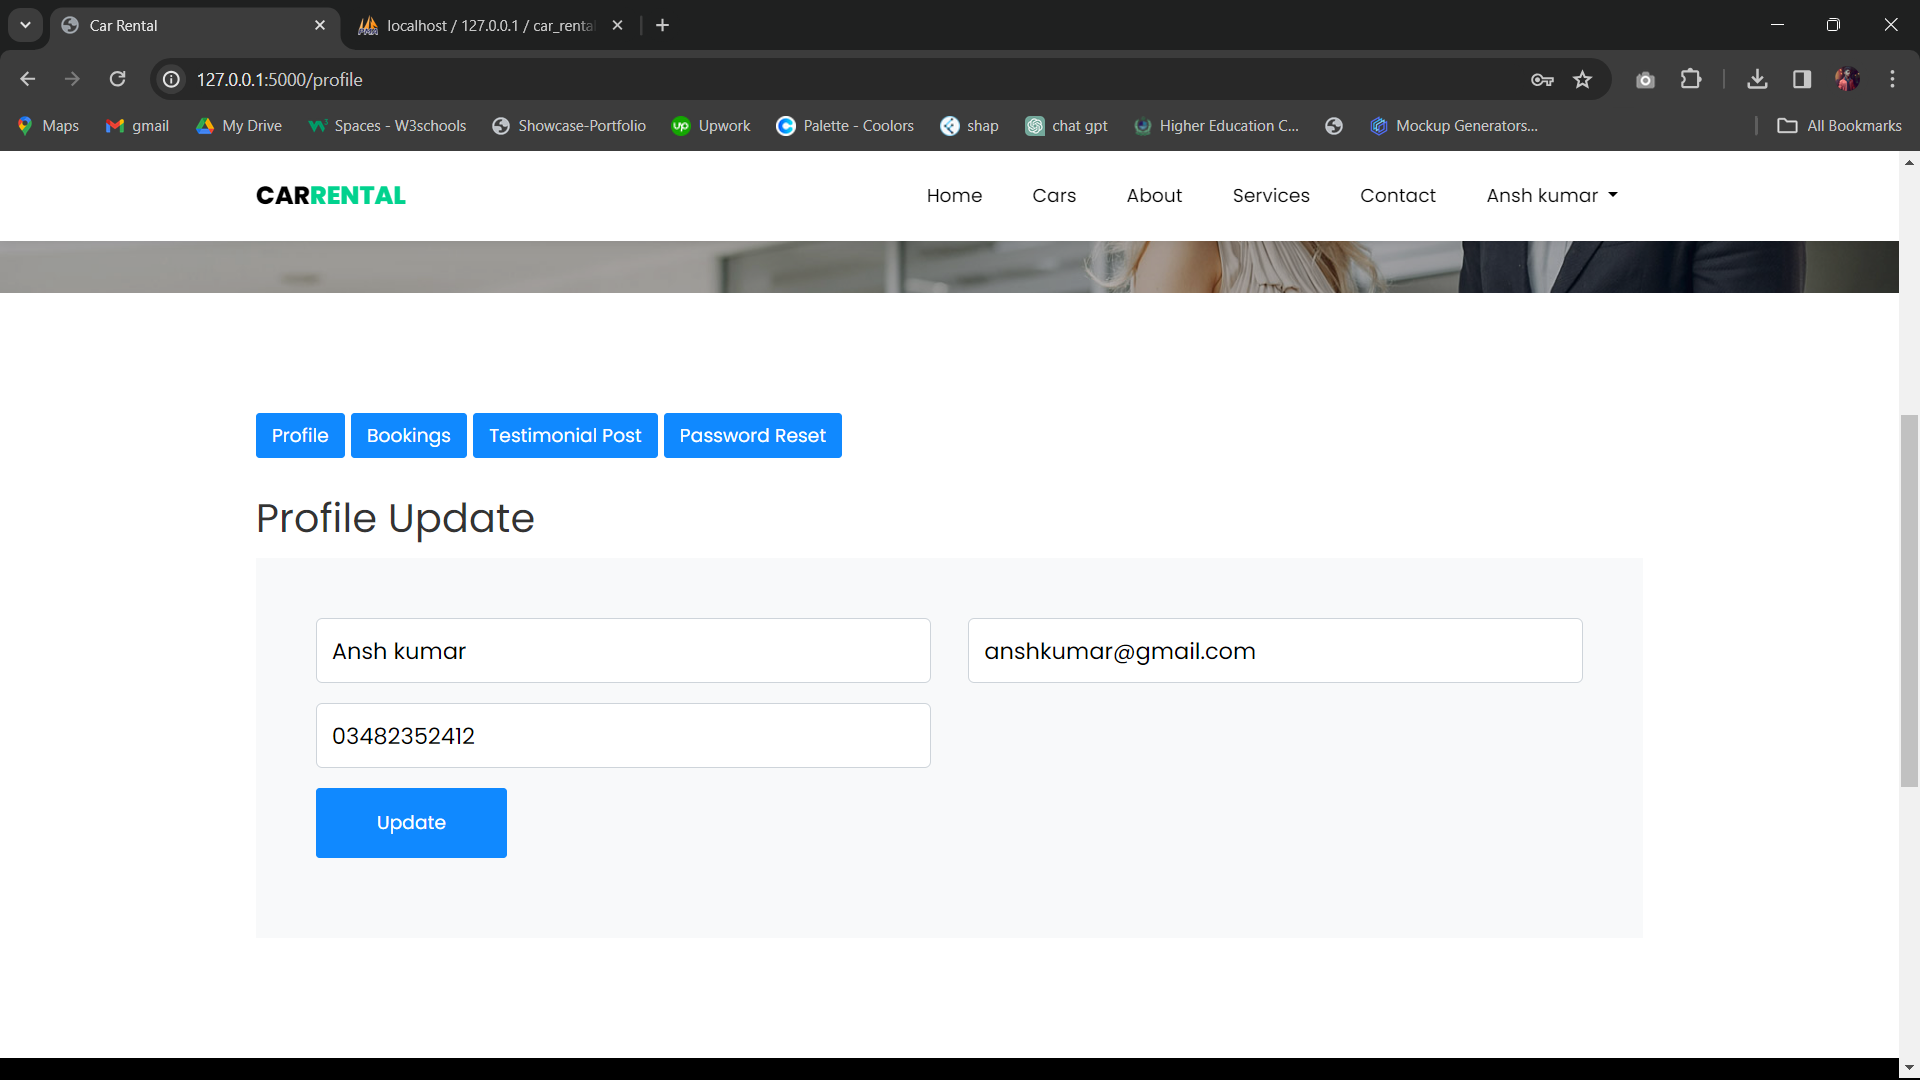 Car Rental
localhost / 127.0.0.1 / car_renta
127.0.0.1:5000/profile
Maps gmail My Drive Spaces - W3schools Showcase-Portfolio Upwork Palette - Coolors shap chat gpt Higher Education C... Mockup Generators... All Bookmarks
CARRENTAL
Home Cars About Services Contact Ansh kumar
Profile Bookings Testimonial Post Password Reset
Profile Update
Ansh kumar
anshkumar@gmail.com
03482352412
Update